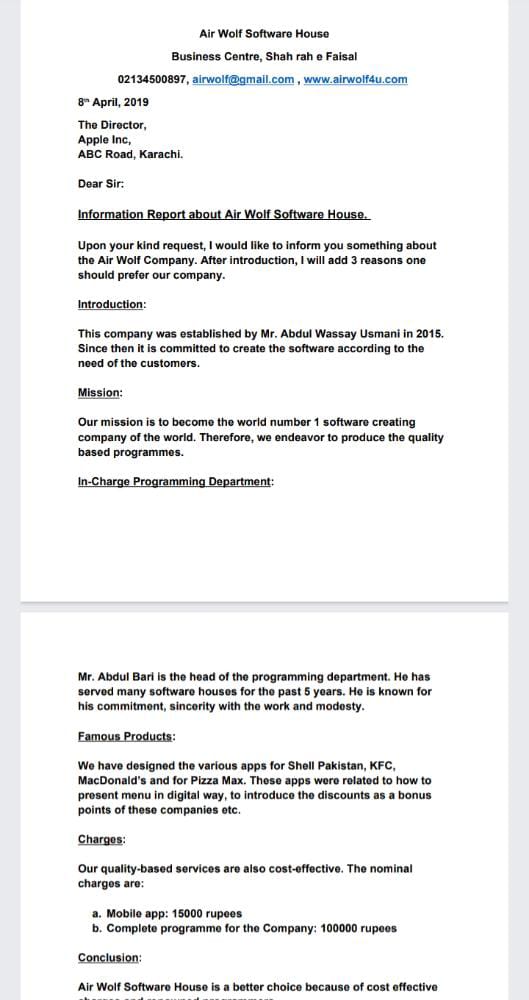 Air Wolf Software House
Business Centre, Shah rah e Faisal
02134500897, airwolf@gmail.com , www.airwolf4u.com
8th April, 2019
The Director,
Apple Inc,
ABC Road, Karachi.
Dear Sir:
Information Report about Air Wolf Software House.
Upon your kind request, I would like to inform you something about
the Air Wolf Company. After introduction, I will add 3 reasons one
should prefer our company.
Introduction:
This company was established by Mr. Abdul Wassay Usmani in 2015.
Since then it is committed to create the software according to the
need of the customers.
Mission:
Our mission is to become the world number 1 software creating
company of the world. Therefore, we endeavor to produce the quality
based programmes.
In-Charge Programming Department:
Mr. Abdul Bari is the head of the programming department. He has
served many software houses for the past 5 years. He is known for
his commitment, sincerity with the work and modesty.
Famous Products:
We have designed the various apps for Shell Pakistan, KFC,
MacDonald's and for Pizza Max. These apps were related to how to
present menu in digital way, to introduce the discounts as a bonus
points of these companies etc.
Charges:
Our quality-based services are also cost-effective. The nominal
charges are:
a. Mobile app: 15000 rupees
b. Complete programme for the Company: 100000 rupees
Conclusion:
Air Wolf Software House is a better choice because of cost effective